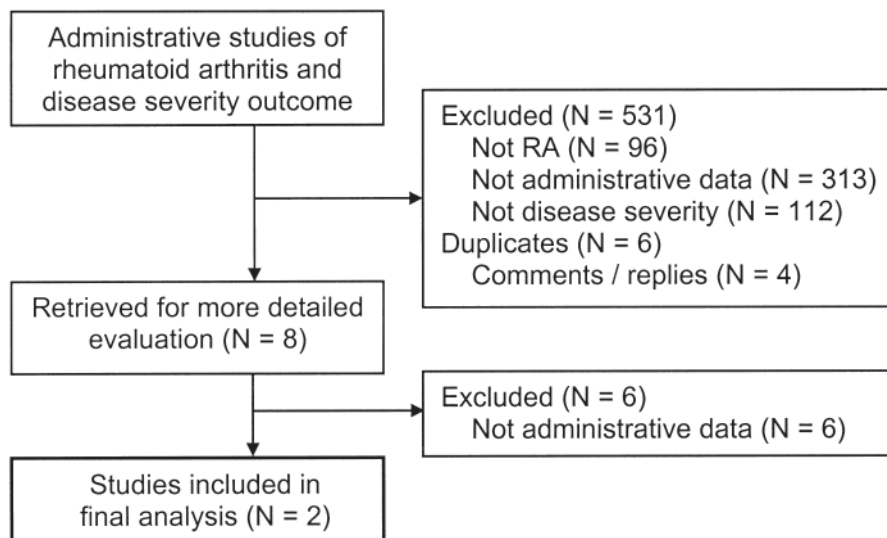 Administrative studies of
rheumatoid arthritis and
disease severity outcome
Excluded (N = 531)
Not RA (N = 96)
Not administrative data (N = 313)
Not disease severity (N = 112)
Duplicates (N = 6)
Comments / replies (N = 4)
Retrieved for more detailed
evaluation (N = 8)
Excluded (N = 6)
Not administrative data (N = 6)
Studies included in
final analysis (N = 2)